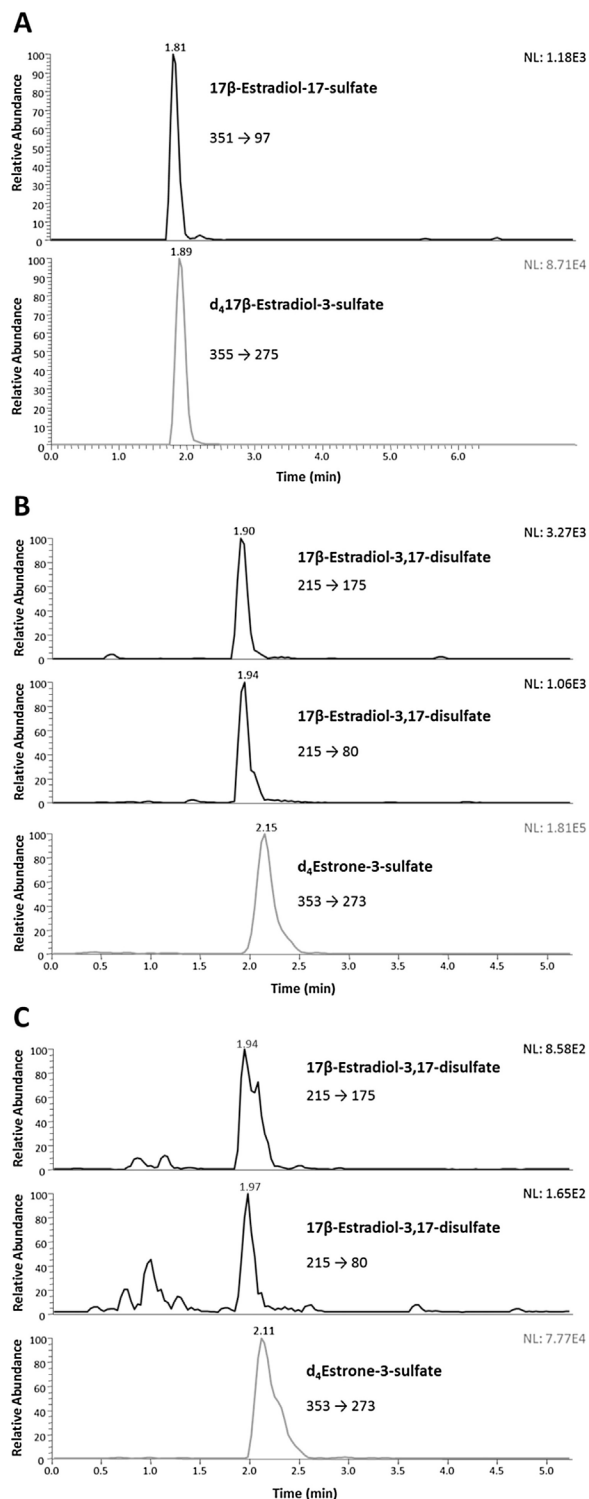 A
1.81
NL: 1.18E3
100
90
80
70
60
50
40
30
20
10
0
Relative Abundance
17β-Estradiol-17-sulfate
351 → 97
1.89
NL: 8.71E4
100
90
80
70
60
50
40
30
20
10
0
Relative Abundance
d₄17β-Estradiol-3-sulfate
355 → 275
0.0 1.0 2.0 3.0 4.0 5.0 6.0
Time (min)
B
1.90
NL: 3.27E3
100
80
60
40
20
0
Relative Abundance
17β-Estradiol-3,17-disulfate
215 → 175
1.94
NL: 1.06E3
100
80
60
40
20
0
Relative Abundance
17β-Estradiol-3,17-disulfate
215 → 80
2.15
NL: 1.81E5
100
80
60
40
20
0
Relative Abundance
d₄Estrone-3-sulfate
353 → 273
0.0 0.5 1.0 1.5 2.0 2.5 3.0 3.5 4.0 4.5 5.0
Time (min)
C
1.94
NL: 8.58E2
100
80
60
40
20
0
Relative Abundance
17β-Estradiol-3,17-disulfate
215 → 175
1.97
NL: 1.65E2
100
80
60
40
20
0
Relative Abundance
17β-Estradiol-3,17-disulfate
215 → 80
2.11
NL: 7.77E4
100
80
60
40
20
0
Relative Abundance
d₄Estrone-3-sulfate
353 → 273
0.0 0.5 1.0 1.5 2.0 2.5 3.0 3.5 4.0 4.5 5.0
Time (min)